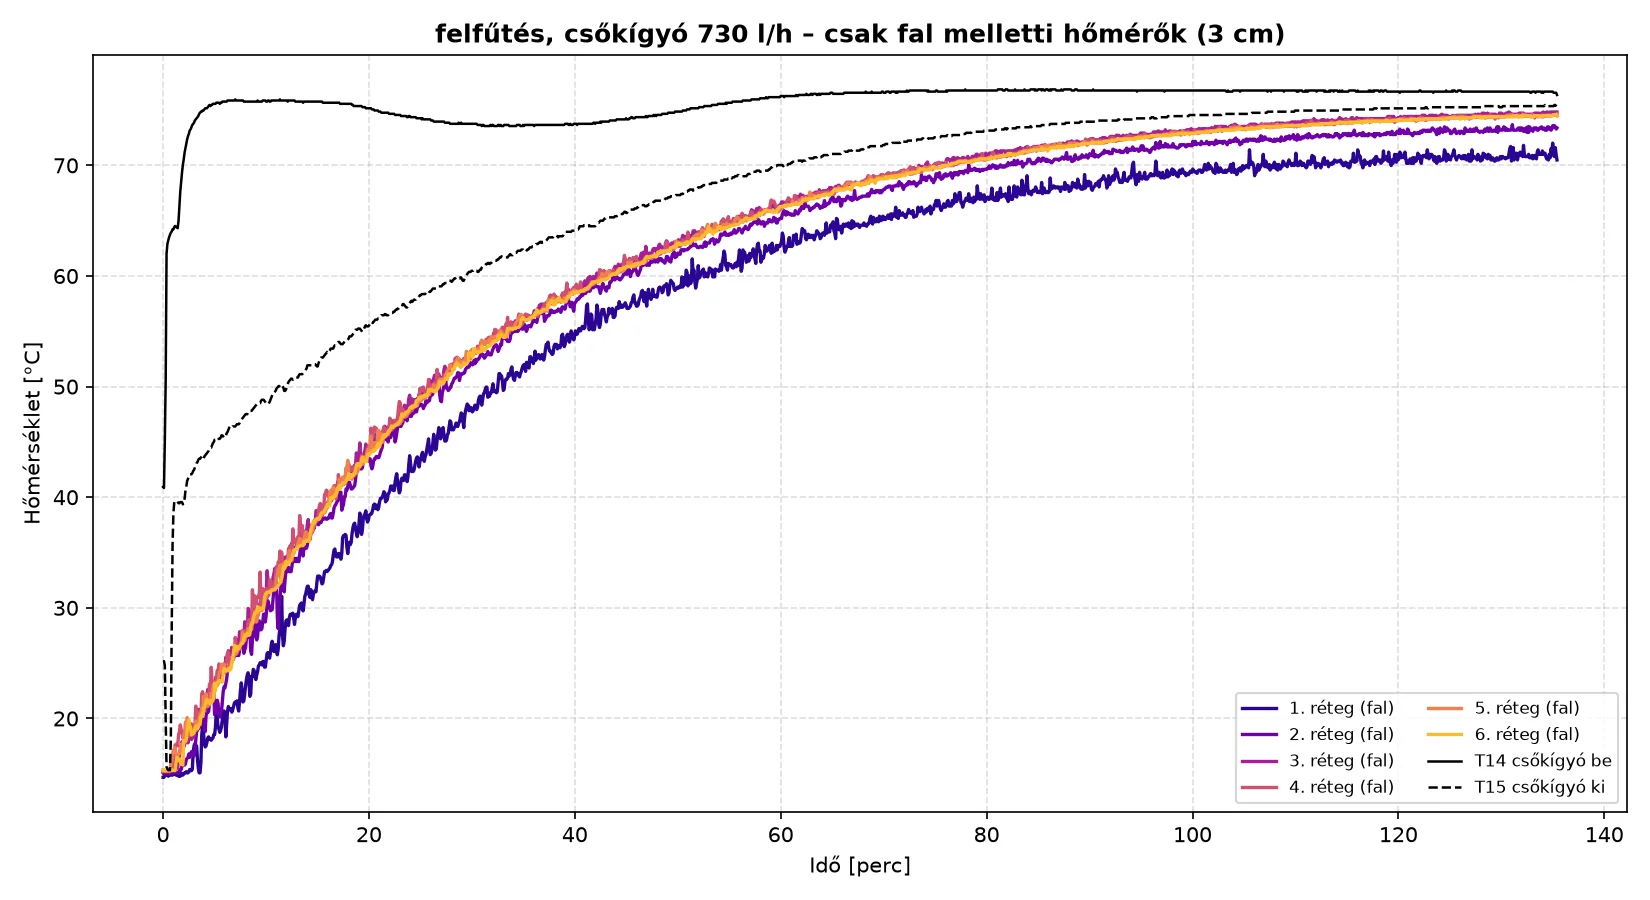 felfűtés, csőkígyó 730 l/h – csak fal melletti hőmérők (3 cm)
Hőmérséklet [°C]
70
60
50
40
30
20
0 20 40 60 80 100 120 140
Idő [perc]
1. réteg (fal)
2. réteg (fal)
3. réteg (fal)
4. réteg (fal)
5. réteg (fal)
6. réteg (fal)
T14 csőkígyó be
T15 csőkígyó ki